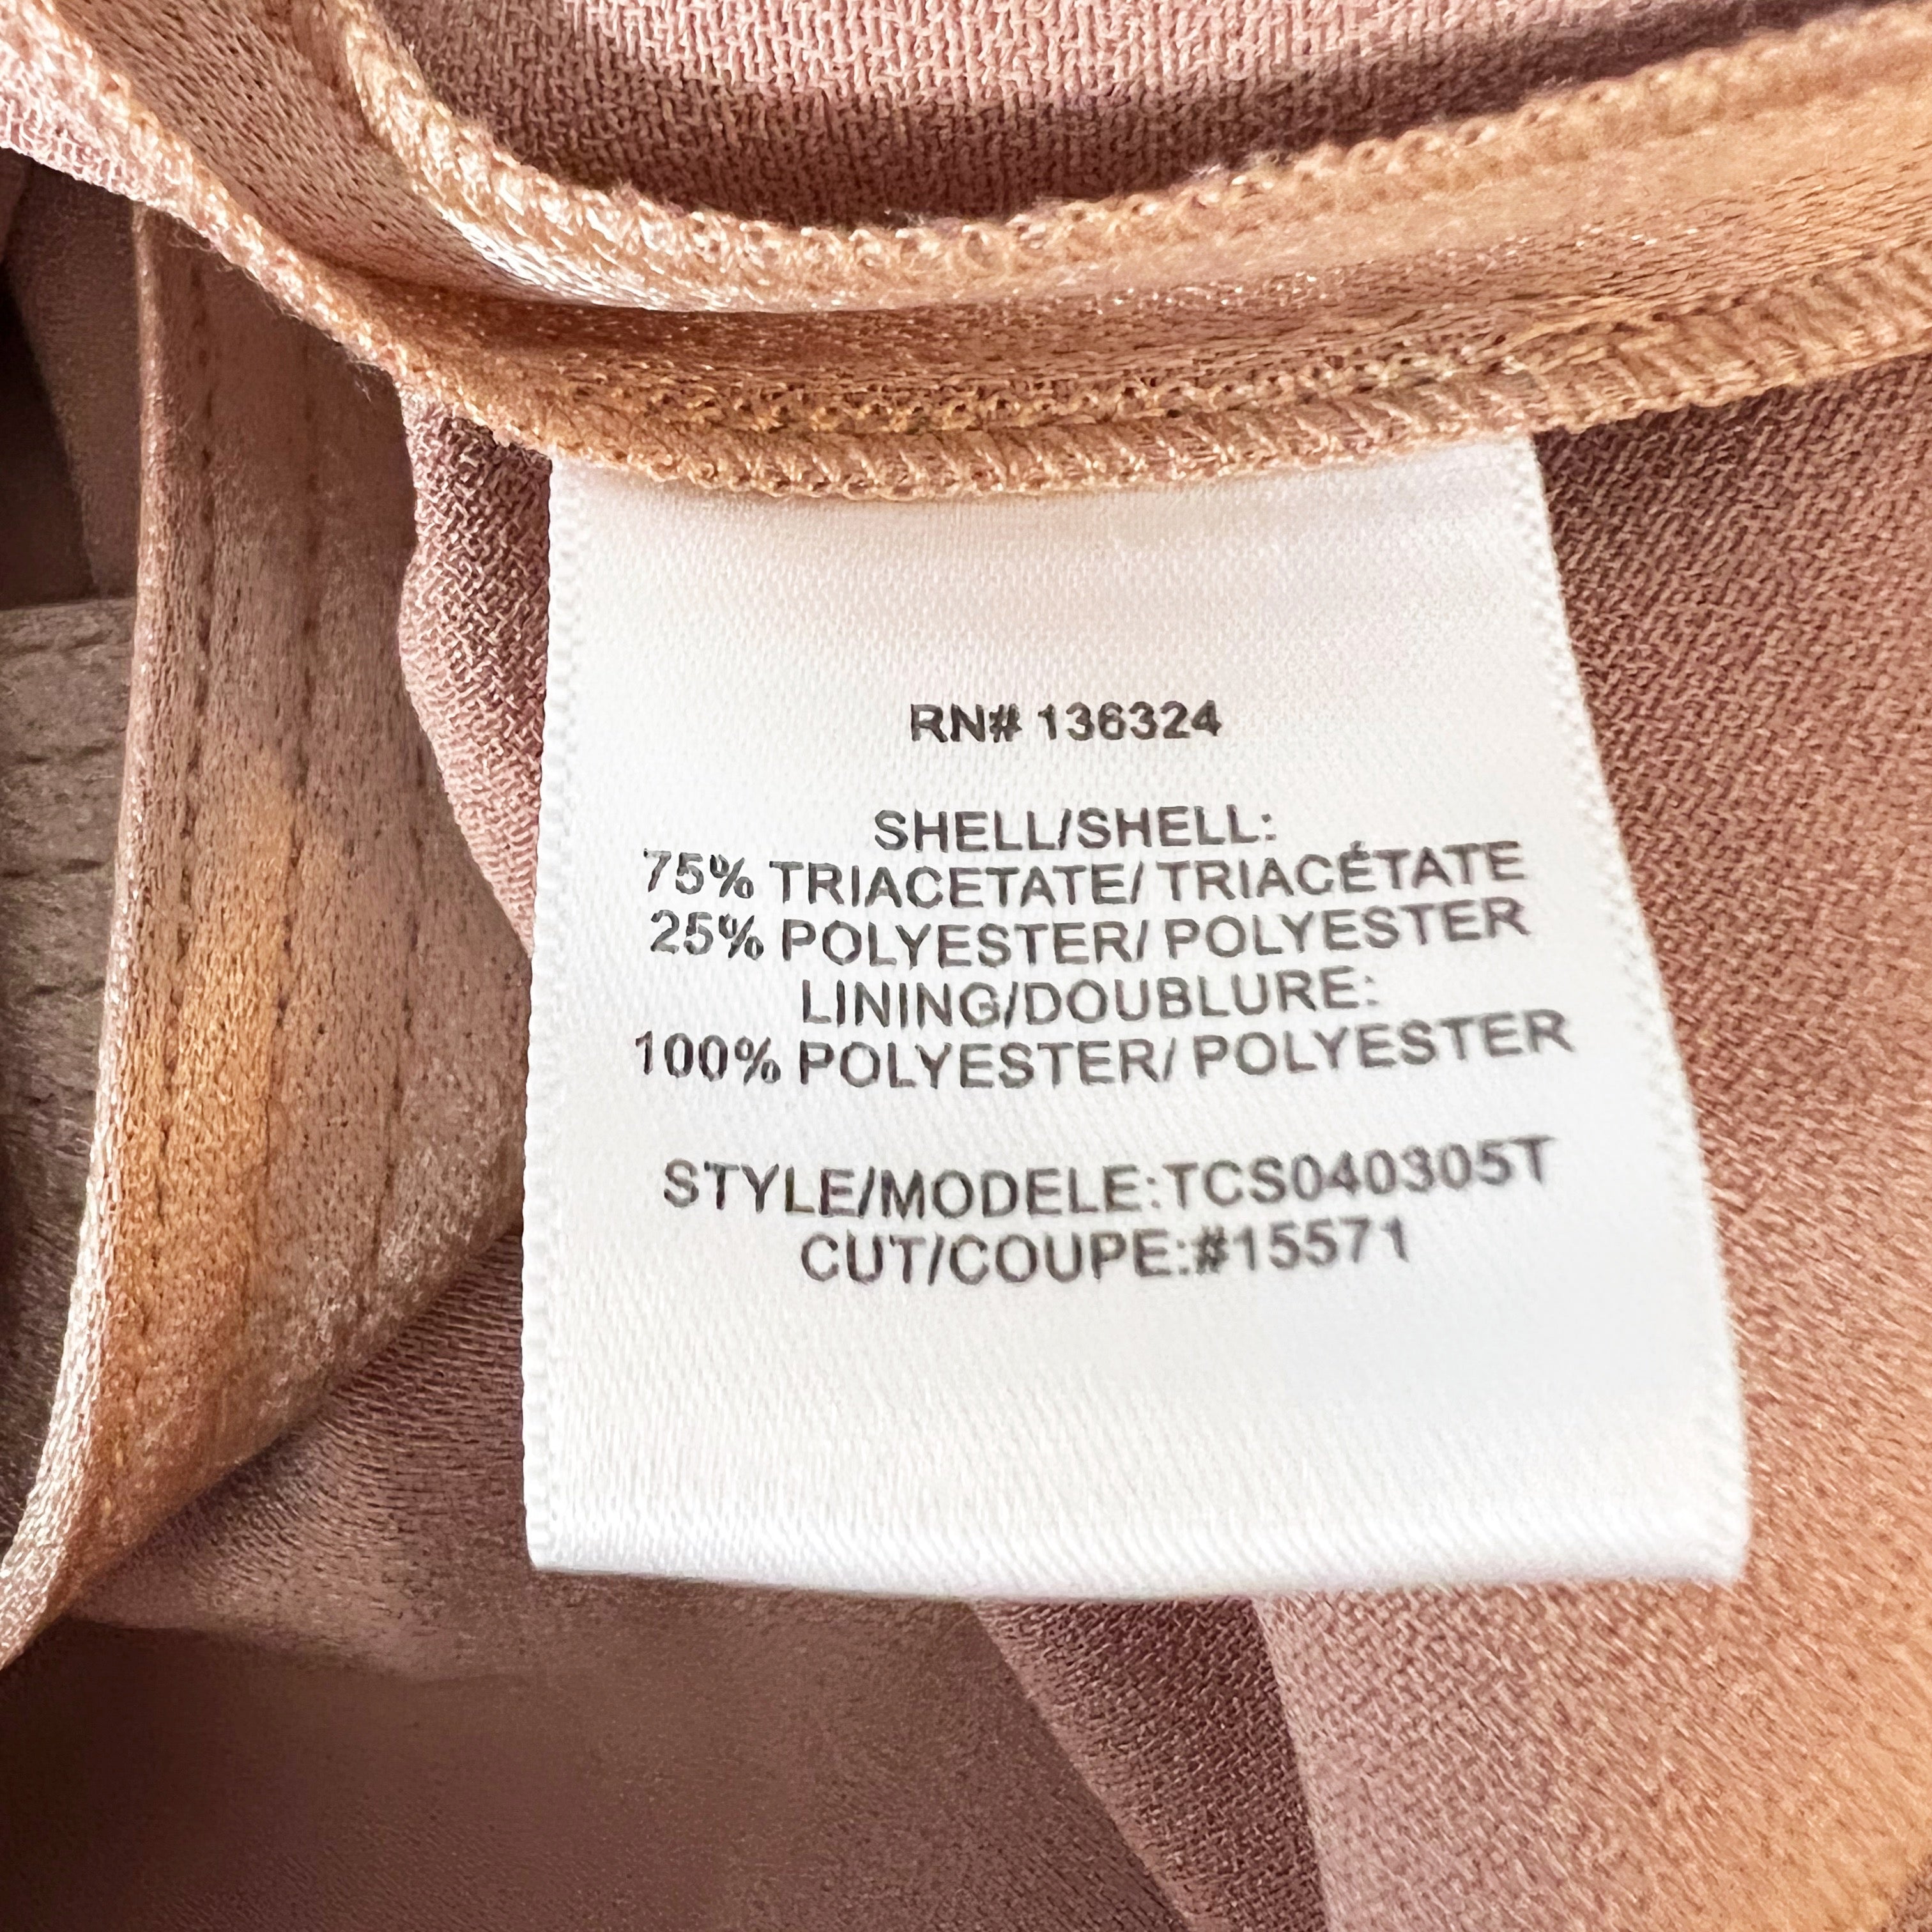 RN# 136324
SHELL/SHELL:
75% TRIACETATE/ TRIACÉTATE
25% POLYESTER/ POLYESTER
LINING/DOUBLURE:
100% POLYESTER/ POLYESTER
STYLE/MODELE:TCS040305T
CUT/COUPE:#15571